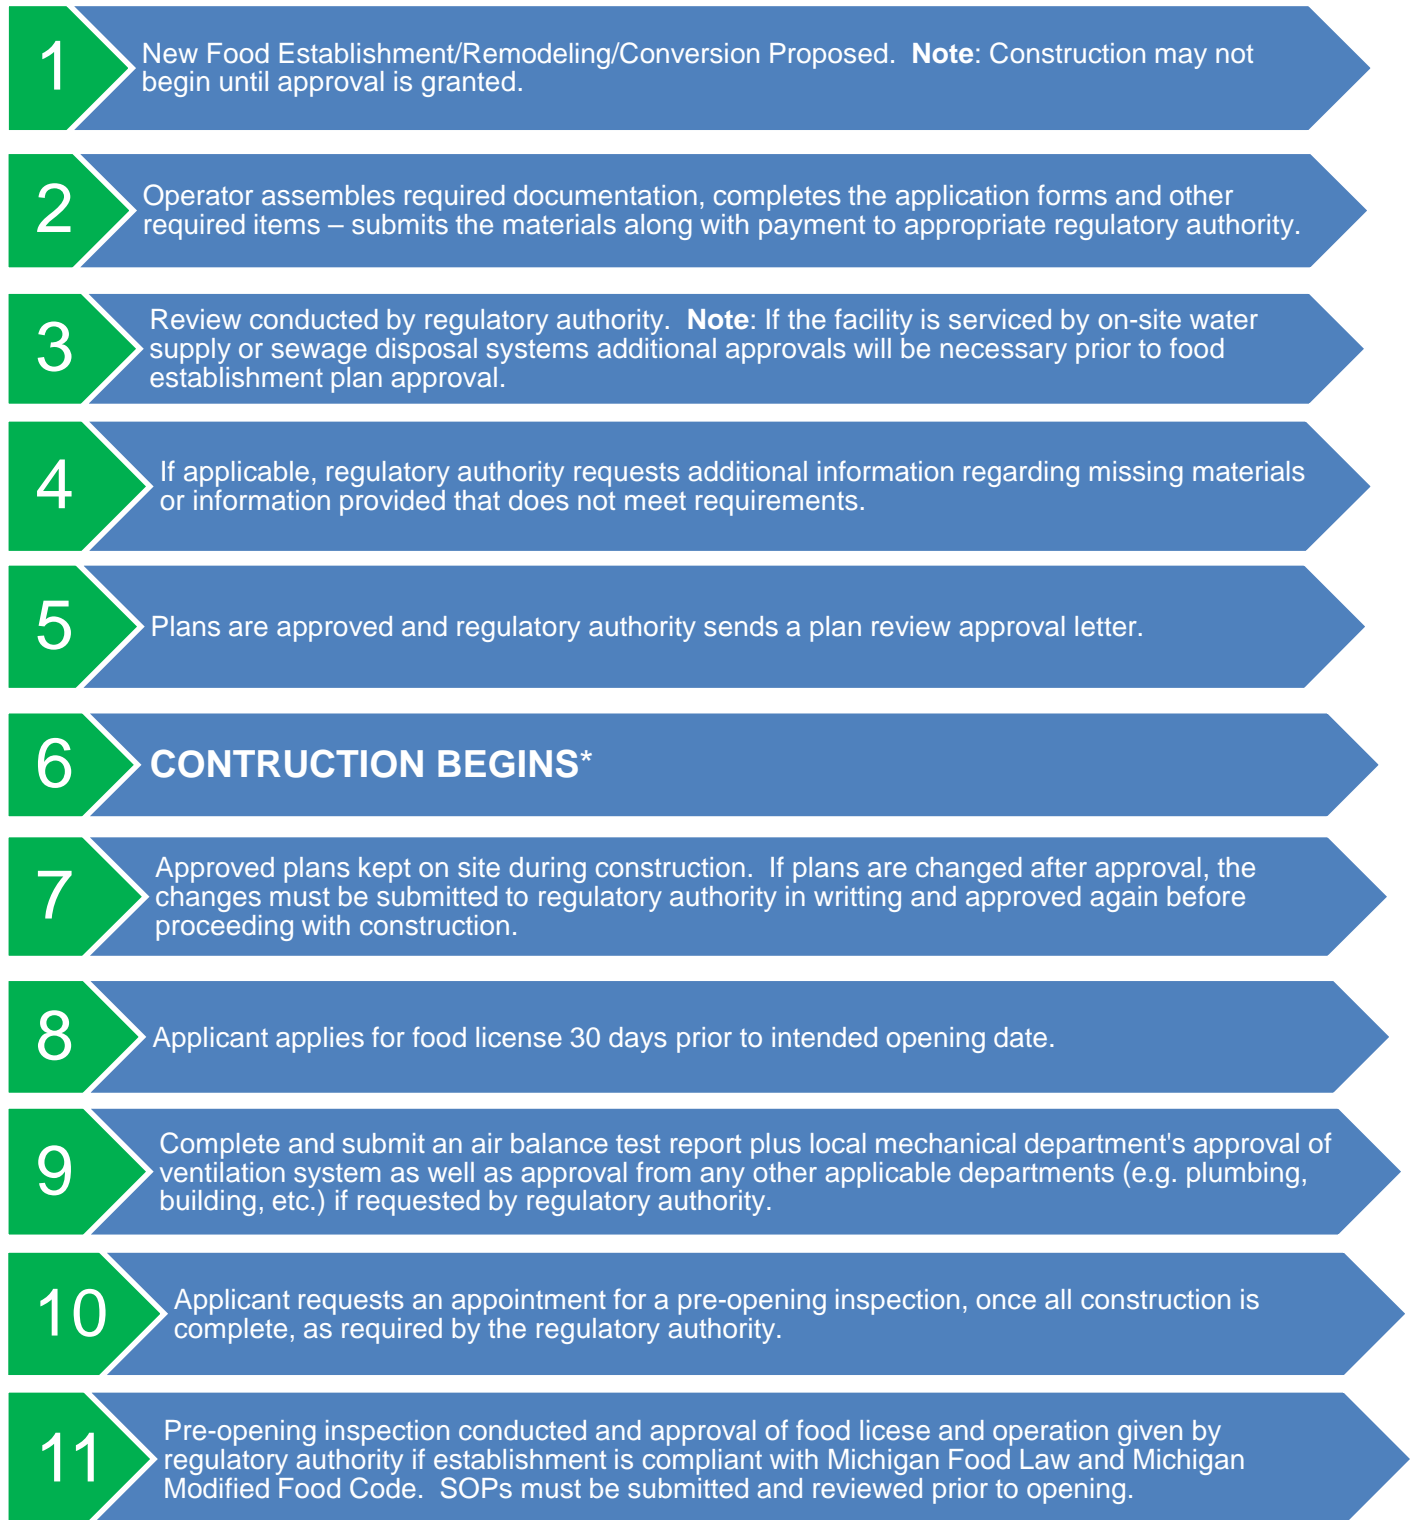 1
New Food Establishment/Remodeling/Conversion Proposed.  Note: Construction may not
begin until approval is granted.
2
Operator assembles required documentation, completes the application forms and other
required items – submits the materials along with payment to appropriate regulatory authority.
3
Review conducted by regulatory authority.  Note: If the facility is serviced by on-site water
supply or sewage disposal systems additional approvals will be necessary prior to food
establishment plan approval.
4
If applicable, regulatory authority requests additional information regarding missing materials
or information provided that does not meet requirements.
5
Plans are approved and regulatory authority sends a plan review approval letter.
6
CONTRUCTION BEGINS*
7
Approved plans kept on site during construction.  If plans are changed after approval, the
changes must be submitted to regulatory authority in writting and approved again before
proceeding with construction.
8
Applicant applies for food license 30 days prior to intended opening date.
9
Complete and submit an air balance test report plus local mechanical department's approval of
ventilation system as well as approval from any other applicable departments (e.g. plumbing,
building, etc.) if requested by regulatory authority.
10
Applicant requests an appointment for a pre-opening inspection, once all construction is
complete, as required by the regulatory authority.
11
Pre-opening inspection conducted and approval of food licese and operation given by
regulatory authority if establishment is compliant with Michigan Food Law and Michigan
Modified Food Code.  SOPs must be submitted and reviewed prior to opening.